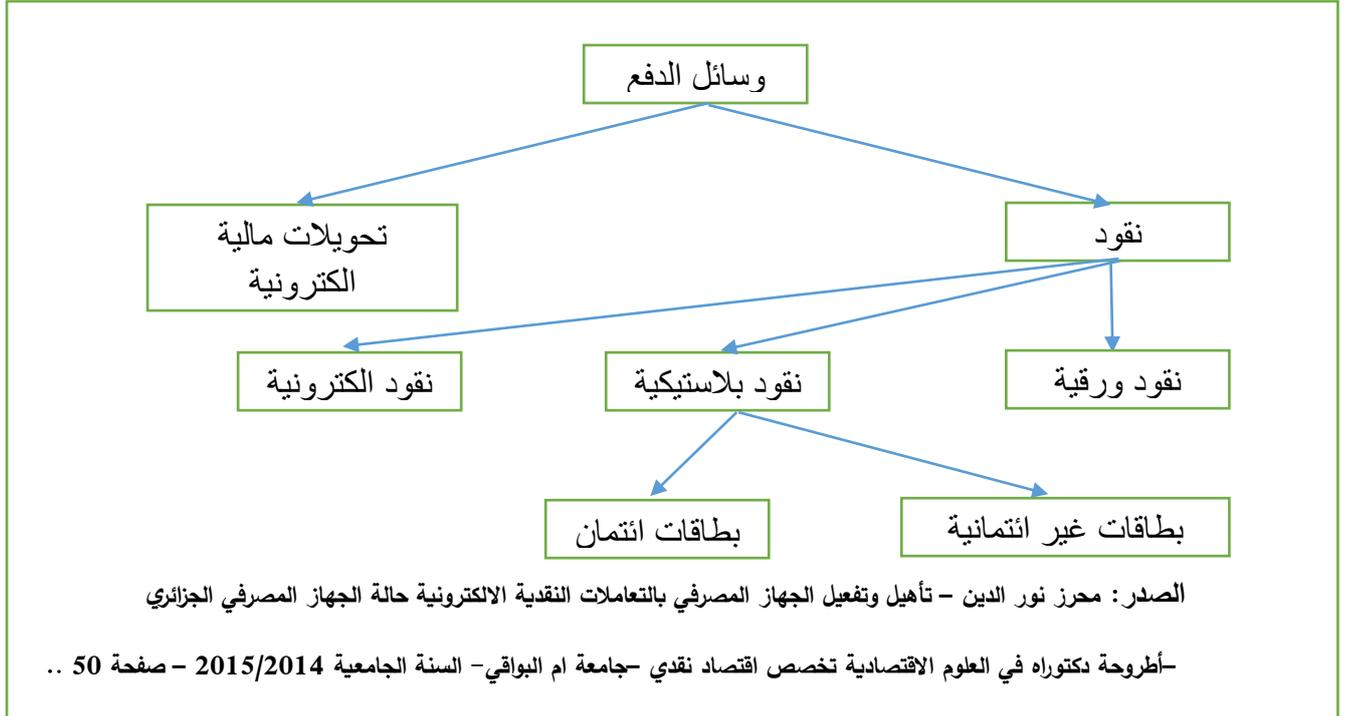 وسائل الدفع
نقود
تحويلات مالية
الكترونية
نقود ورقية
نقود بلاستيكية
نقود الكترونية
بطاقات غير ائتمانية
بطاقات ائتمان
الصدر: محرز نور الدين – تأهيل وتفعيل الجهاز المصرفي بالتعاملات النقدية الالكترونية حالة الجهاز المصرفي الجزائري
–أطروحة دكتوراه في العلوم الاقتصادية تخصص اقتصاد نقدي –جامعة ام البواقي– السنة الجامعية 2015/2014 – صفحة 50 ..